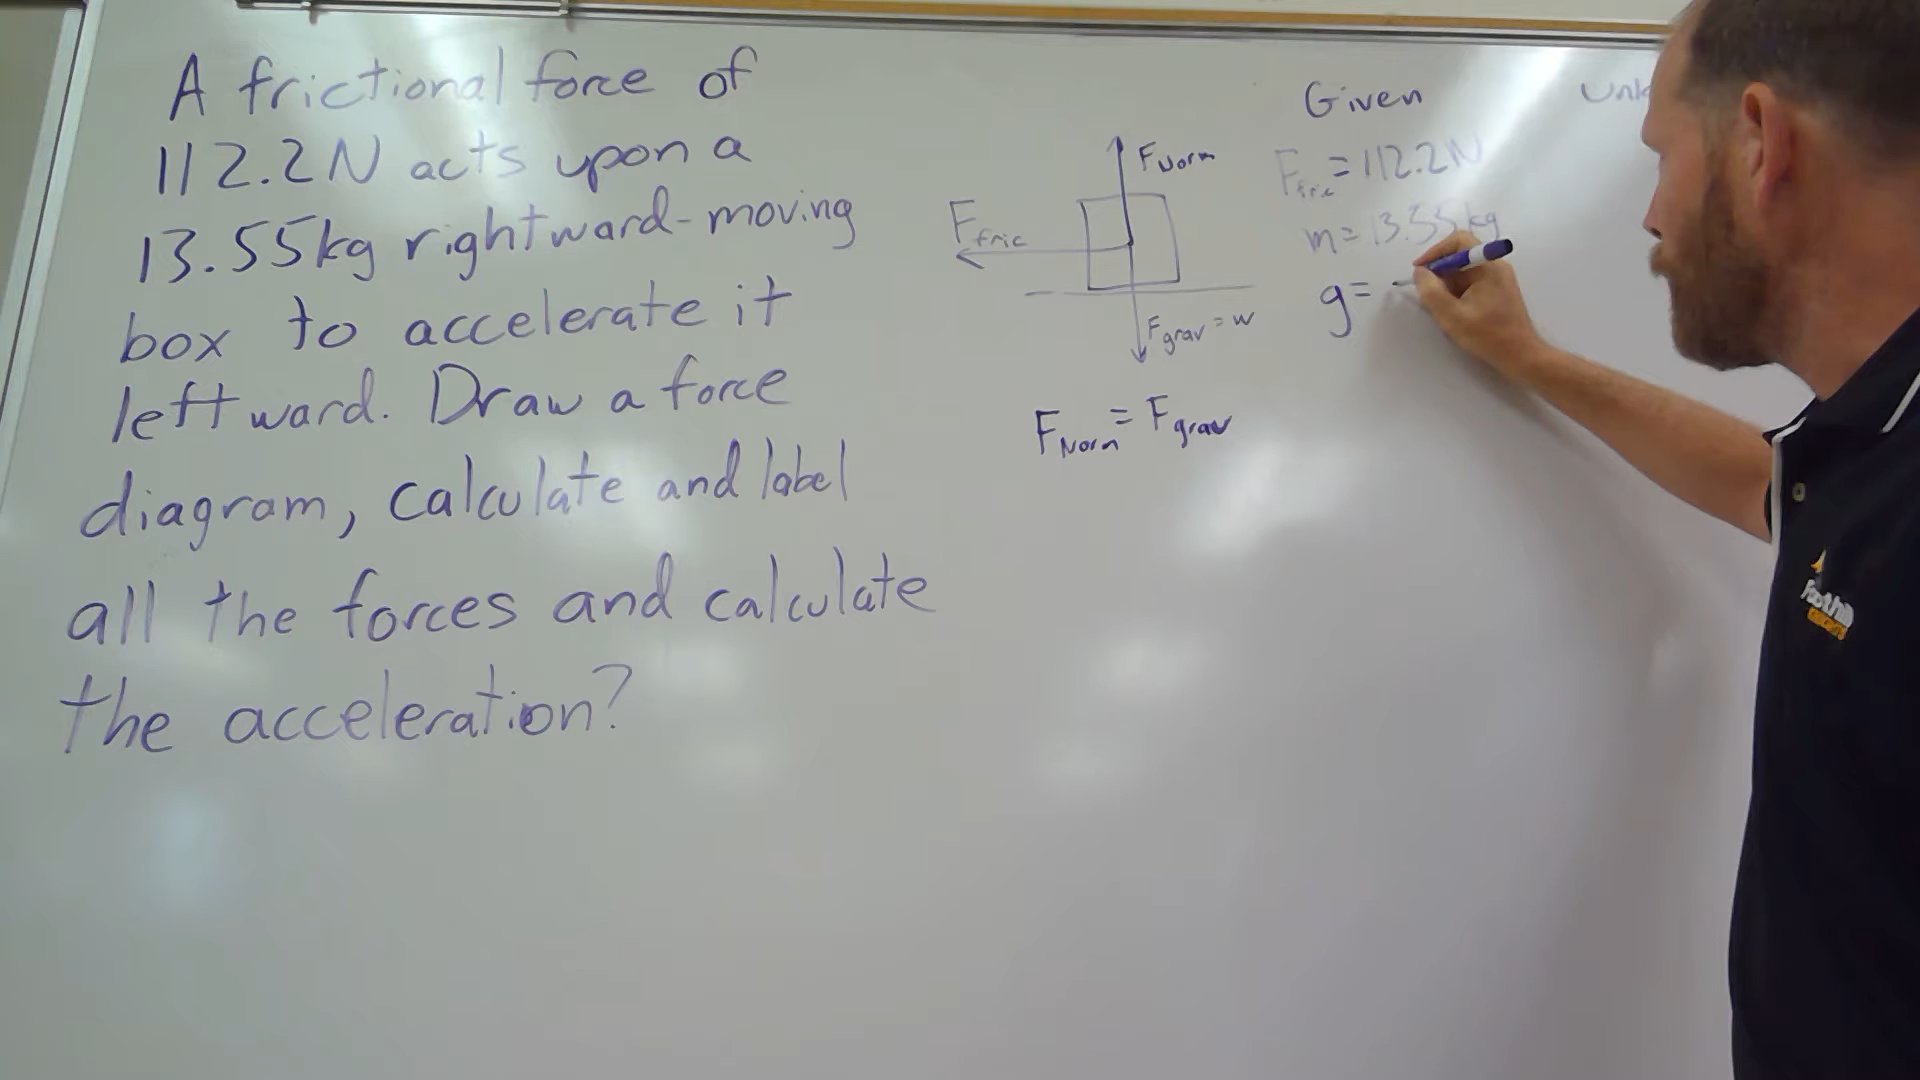 A frictional force of
112.2N acts upon a
13.55kg rightward-moving
box to accelerate it
leftward. Draw a force
diagram, calculate and label
all the forces and calculate
the acceleration?
FNorm
Ffric
Fgrav = w
FNorm = Fgrav
Given
Ffric = 112.2N
m = 13.55kg
g = -